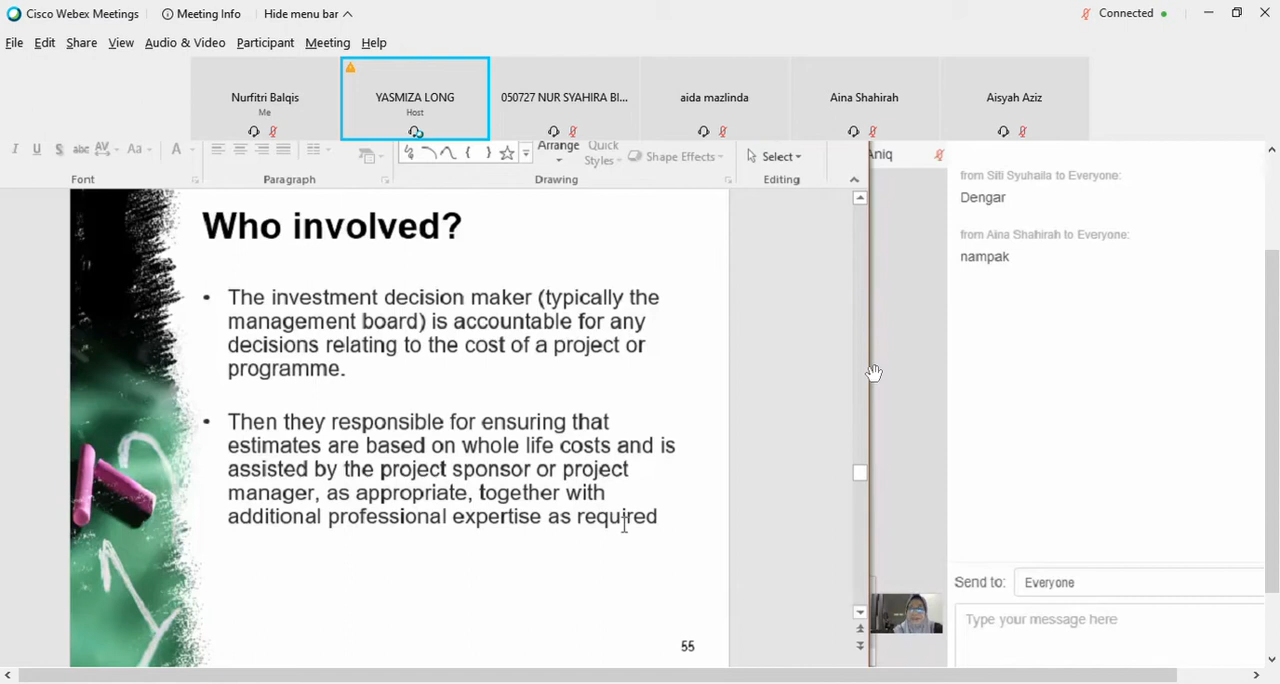 Cisco Webex Meetings Meeting Info Hide menu bar Connected
File Edit Share View Audio & Video Participant Meeting Help
Nurfitri Balqis
Me
YASMIZA LONG
Host
050727 NUR SYAHIRA BI...
aida mazlinda
Aina Shahirah
Aisyah Aziz
I U S abc AV Aa A
Arrange
Quick
Styles
Shape Effects
Select
Font Paragraph Drawing Editing
Aniq
Who involved?
• The investment decision maker (typically the
management board) is accountable for any
decisions relating to the cost of a project or
programme.
• Then they responsible for ensuring that
estimates are based on whole life costs and is
assisted by the project sponsor or project
manager, as appropriate, together with
additional professional expertise as required
55
from Siti Syuhaila to Everyone:
Dengar
from Aina Shahirah to Everyone:
nampak
Send to: Everyone
Type your message here